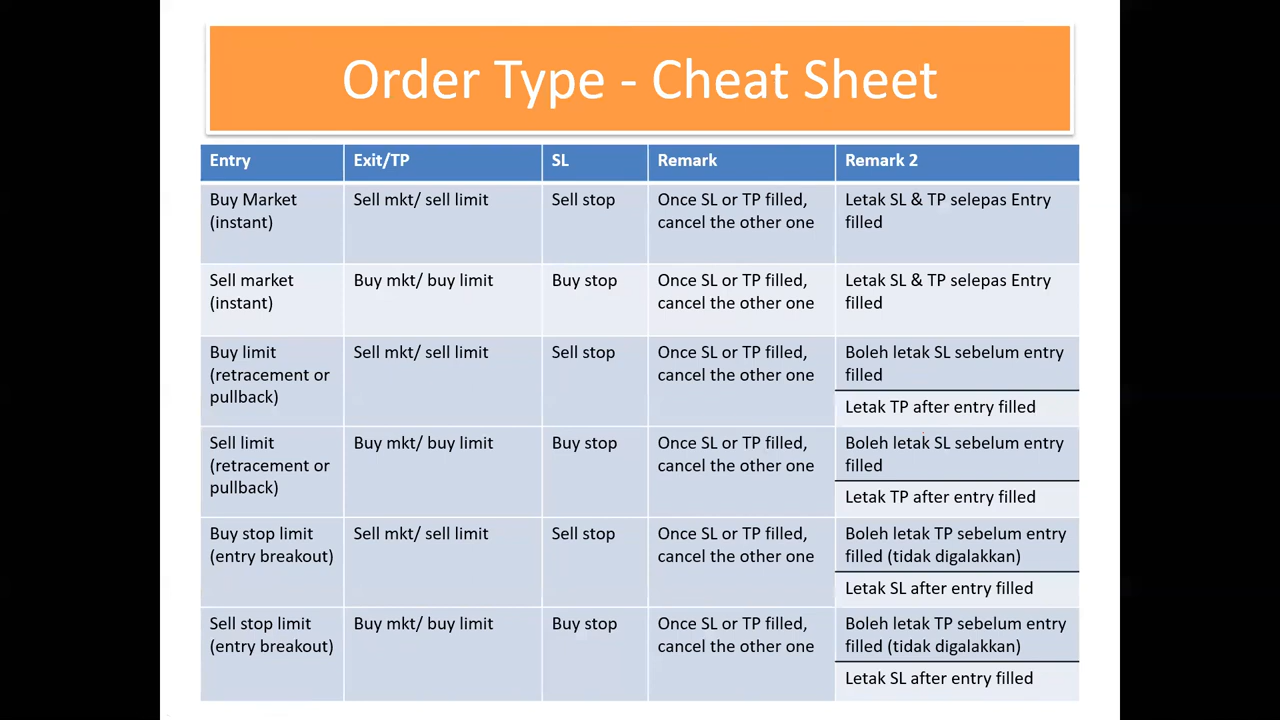 Order Type - Cheat Sheet
Entry Exit/TP SL Remark Remark 2
Buy Market Sell mkt/ sell limit Sell stop Once SL or TP filled, Letak SL & TP selepas Entry
(instant) cancel the other one filled
Sell market Buy mkt/ buy limit Buy stop Once SL or TP filled, Letak SL & TP selepas Entry
(instant) cancel the other one filled
Buy limit Sell mkt/ sell limit Sell stop Once SL or TP filled, Boleh letak SL sebelum entry
(retracement or cancel the other one filled
pullback)
Letak TP after entry filled
Sell limit Buy mkt/ buy limit Buy stop Once SL or TP filled, Boleh letak SL sebelum entry
(retracement or cancel the other one filled
pullback)
Letak TP after entry filled
Buy stop limit Sell mkt/ sell limit Sell stop Once SL or TP filled, Boleh letak TP sebelum entry
(entry breakout) cancel the other one filled (tidak digalakkan)
Letak SL after entry filled
Sell stop limit Buy mkt/ buy limit Buy stop Once SL or TP filled, Boleh letak TP sebelum entry
(entry breakout) cancel the other one filled (tidak digalakkan)
Letak SL after entry filled